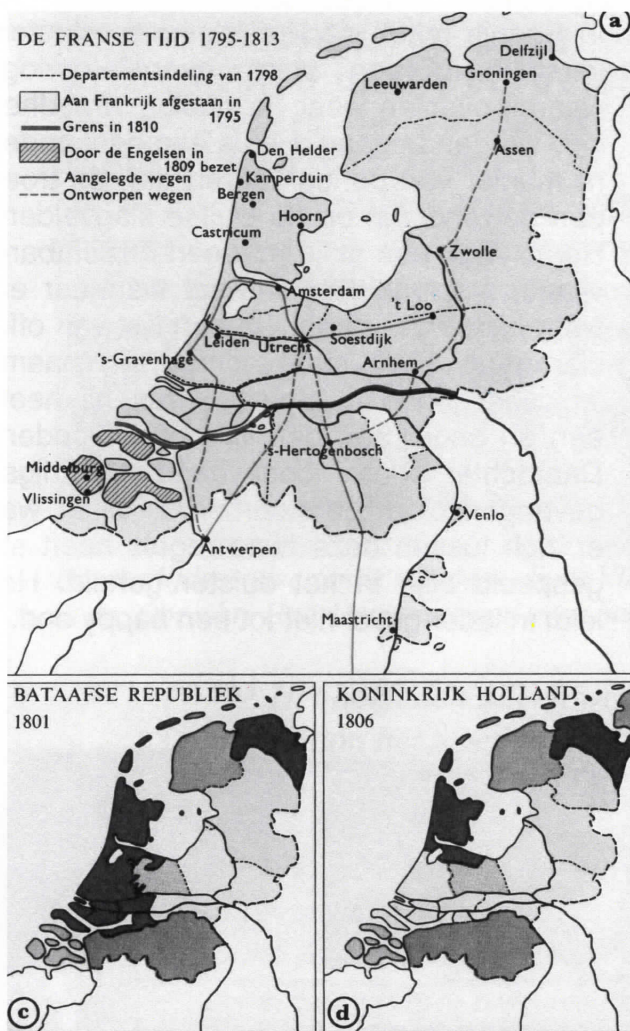 a
DE FRANSE TIJD 1795-1813
Departementsindeling van 1798
Aan Frankrijk afgestaan in
1795
Grens in 1810
Door de Engelsen in
1809 bezet
Aangelegde wegen
Ontworpen wegen
Delfzijl
Groningen
Leeuwarden
Assen
Den Helder
Kamperduin
Bergen
Hoorn
Castricum
Zwolle
Amsterdam
't Loo
Leiden
Utrecht
Soestdijk
's-Gravenhage
Arnhem
's-Hertogenbosch
Middelburg
Vlissingen
Venlo
Antwerpen
Maastricht
BATAAFSE REPUBLIEK
1801
c
KONINKRIJK HOLLAND
1806
d